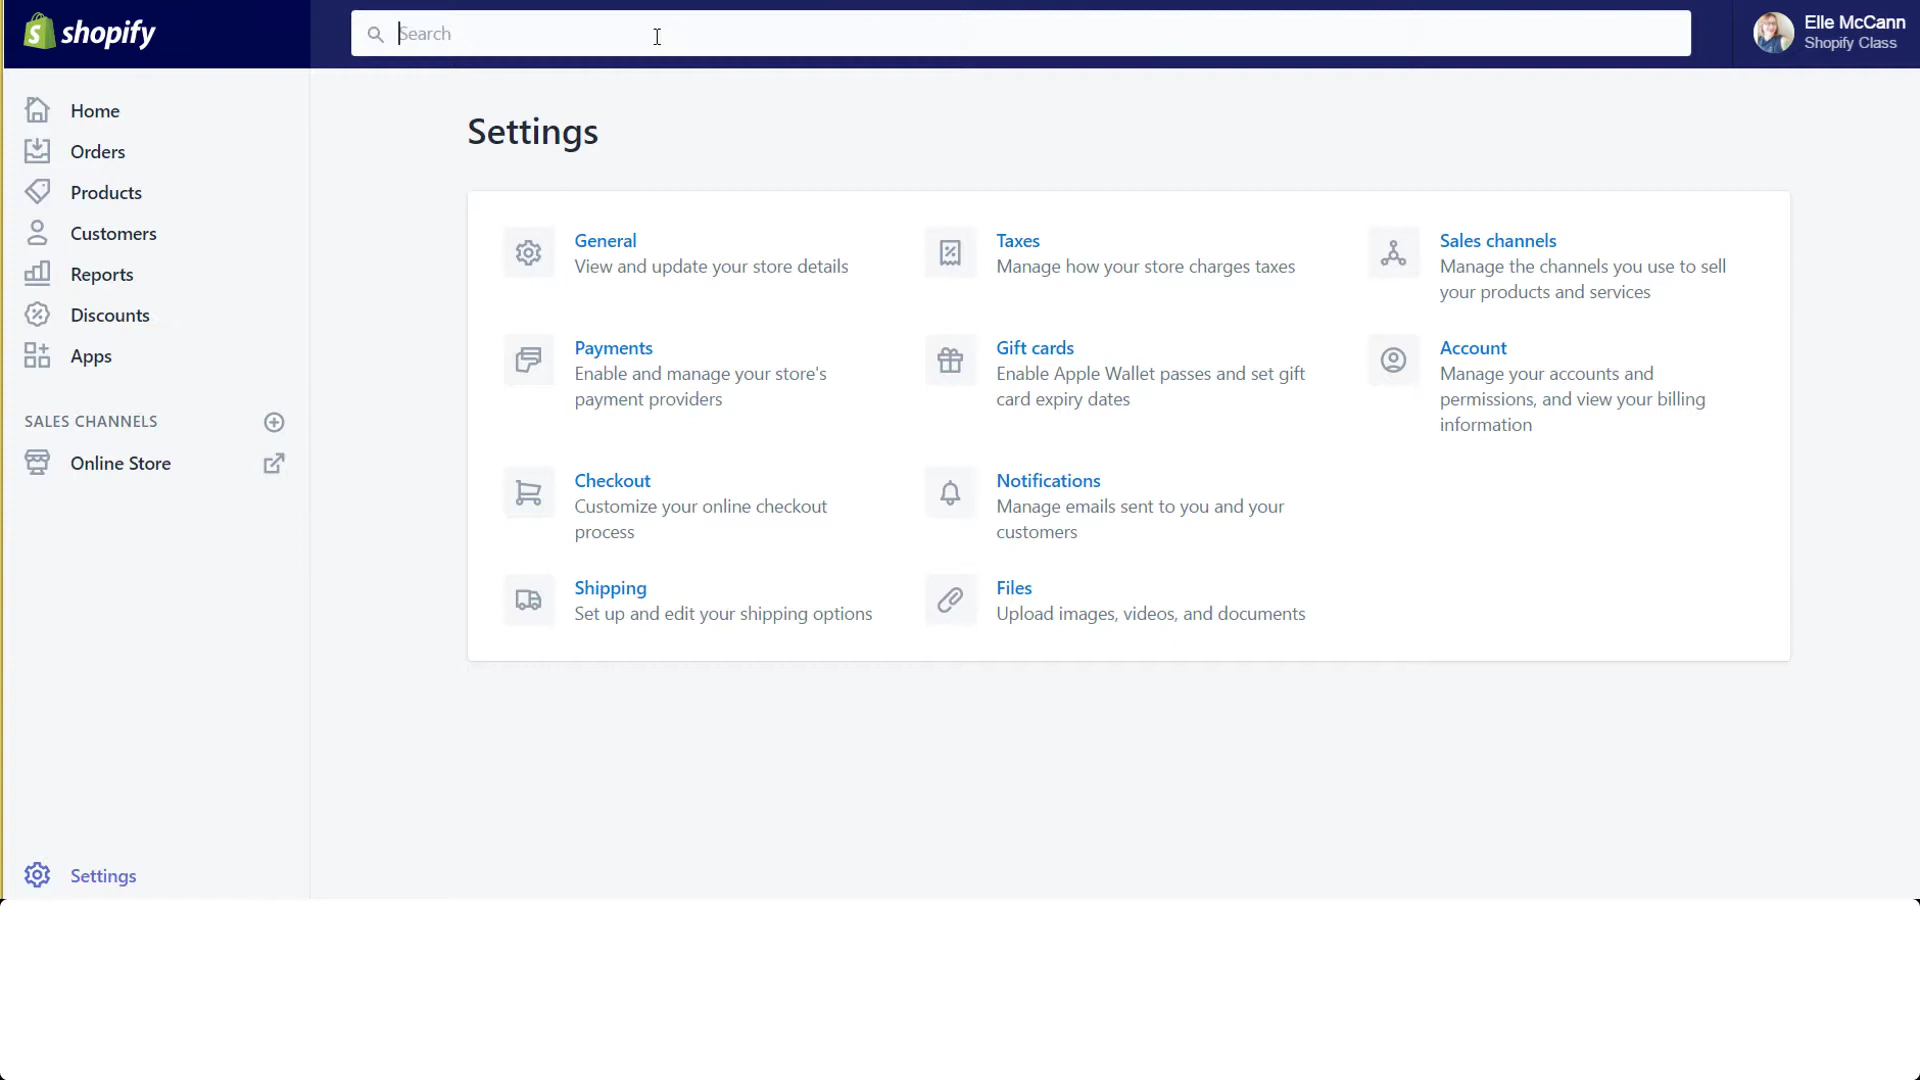 shopify
Search
Elle McCann
Shopify Class
Home
Orders
Products
Customers
Reports
Discounts
Apps
SALES CHANNELS
Online Store
Settings
Settings
General
View and update your store details
Payments
Enable and manage your store's
payment providers
Checkout
Customize your online checkout
process
Shipping
Set up and edit your shipping options
Taxes
Manage how your store charges taxes
Gift cards
Enable Apple Wallet passes and set gift
card expiry dates
Notifications
Manage emails sent to you and your
customers
Files
Upload images, videos, and documents
Sales channels
Manage the channels you use to sell
your products and services
Account
Manage your accounts and
permissions, and view your billing
information